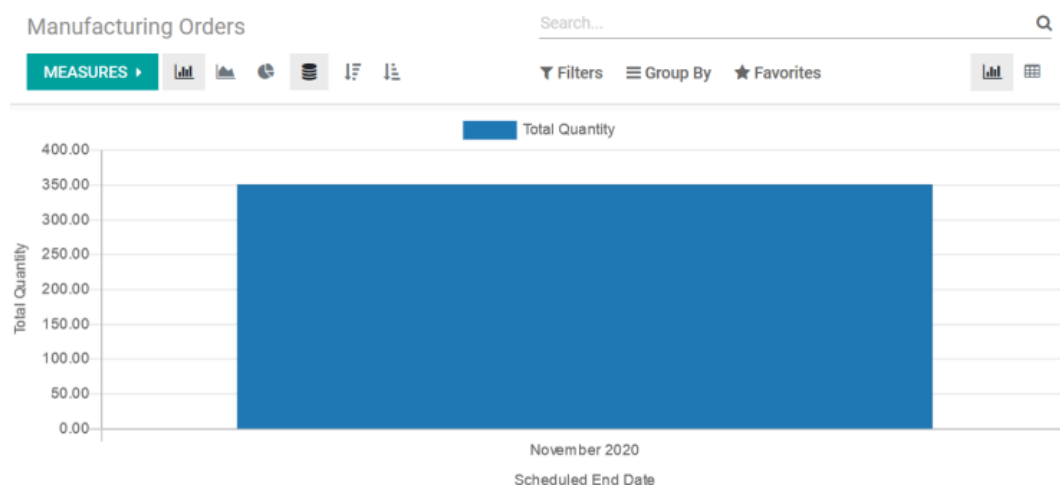 Manufacturing Orders
Search...
MEASURES
Filters
Group By
Favorites
Total Quantity
400.00
350.00
300.00
250.00
200.00
150.00
100.00
50.00
0.00
Total Quantity
November 2020
Scheduled End Date